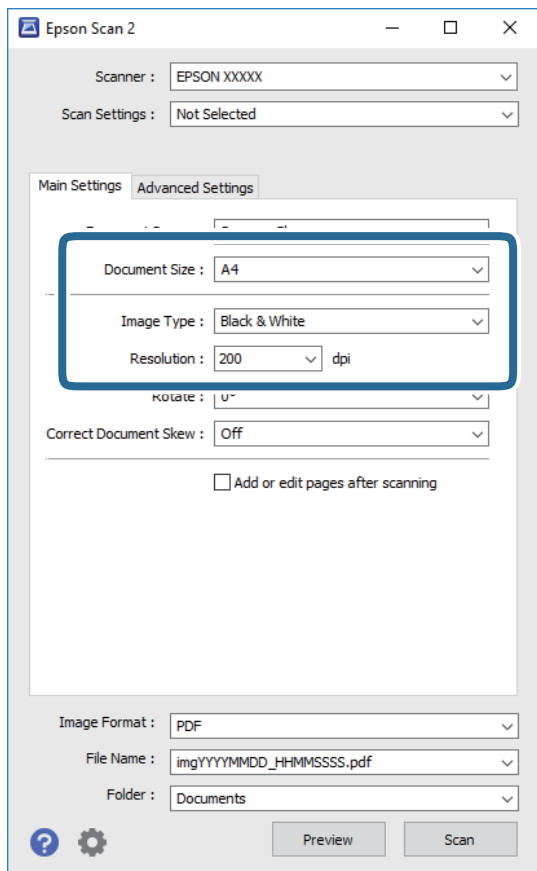 Epson Scan 2
Scanner : EPSON XXXXX
Scan Settings : Not Selected
Main Settings Advanced Settings
Document Size : A4
Image Type : Black & White
Resolution : 200 dpi
Rotate : 0°
Correct Document Skew : Off
Add or edit pages after scanning
Image Format : PDF
File Name : imgYYYYMMDD_HHMMSSSS.pdf
Folder : Documents
? Preview Scan